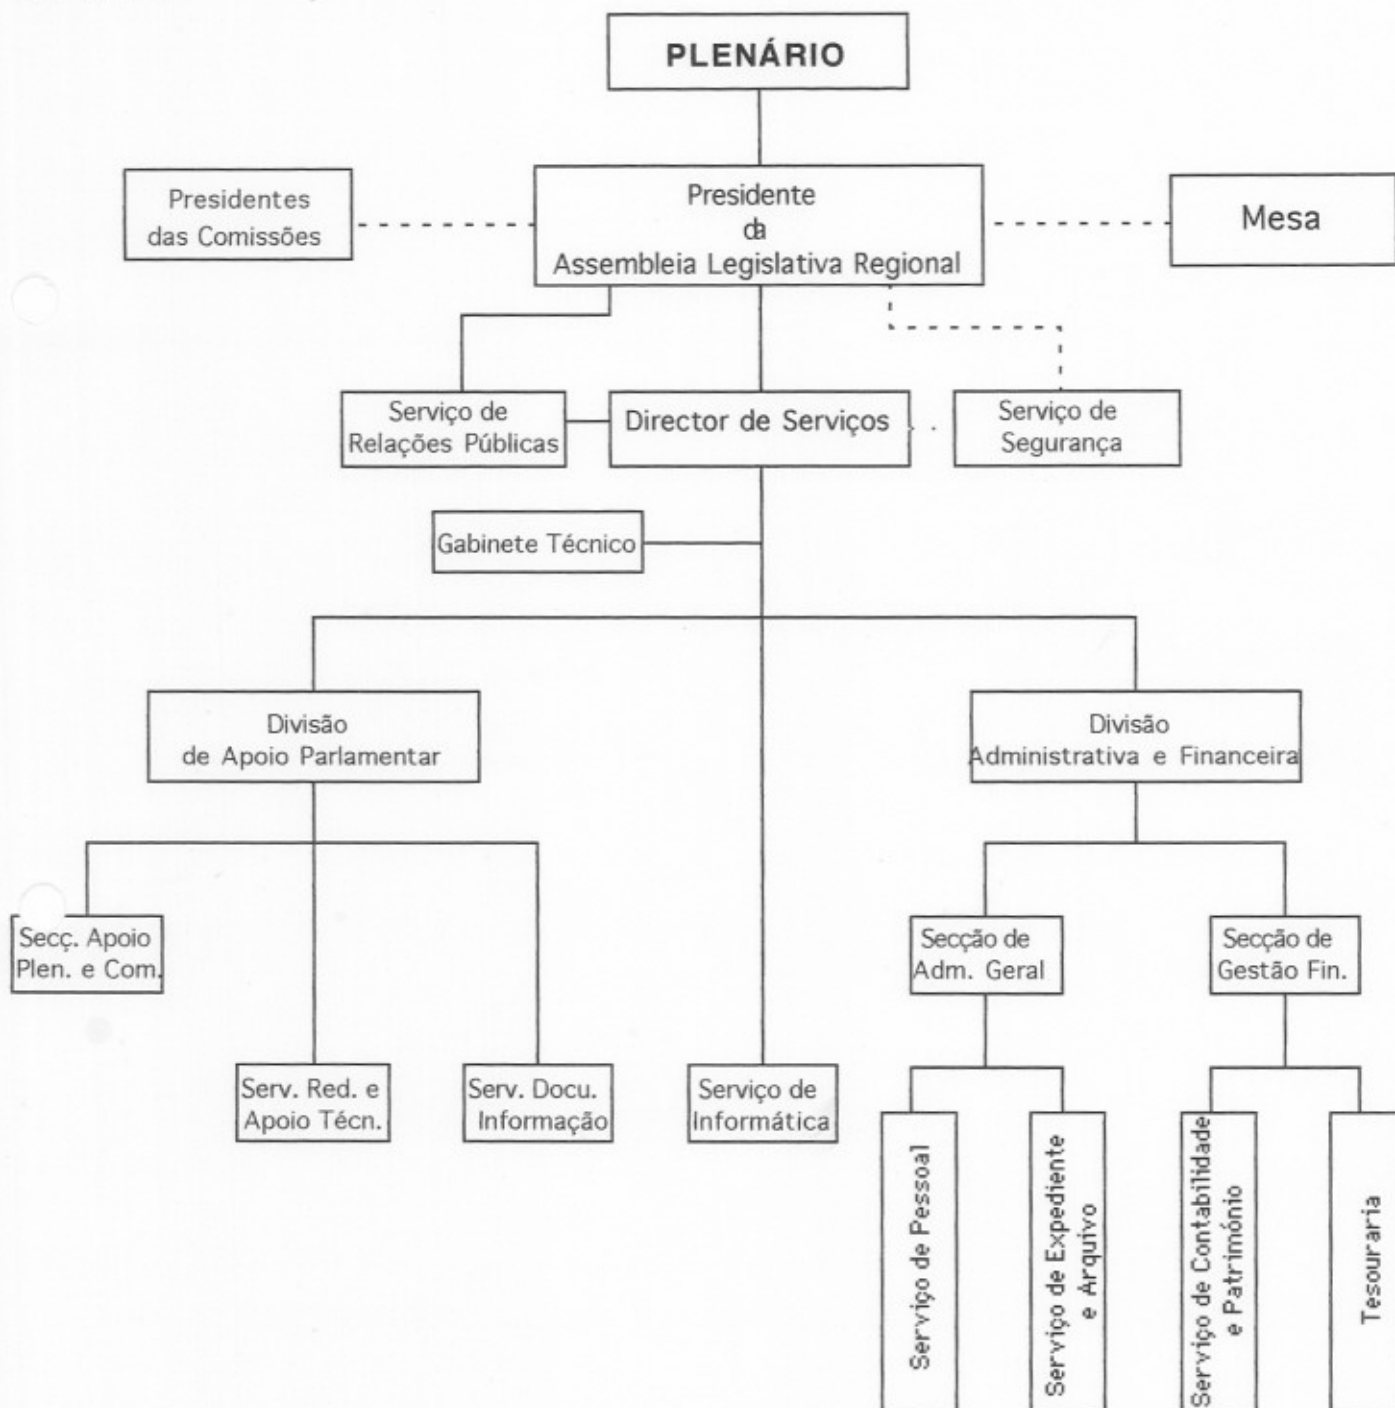 PLENÁRIO
Presidentes
das Comissões
Presidente
da
Assembleia Legislativa Regional
Mesa
Serviço de
Relações Públicas
Director de Serviços
Serviço de
Segurança
Gabinete Técnico
Divisão
de Apoio Parlamentar
Divisão
Administrativa e Financeira
Secç. Apoio
Plen. e Com.
Secção de
Adm. Geral
Secção de
Gestão Fin.
Serv. Red. e
Apoio Técn.
Serv. Docu.
Informação
Serviço de
Informática
Serviço de Pessoal
Serviço de Expediente
e Arquivo
Serviço de Contabilidade
e Património
Tesouraria